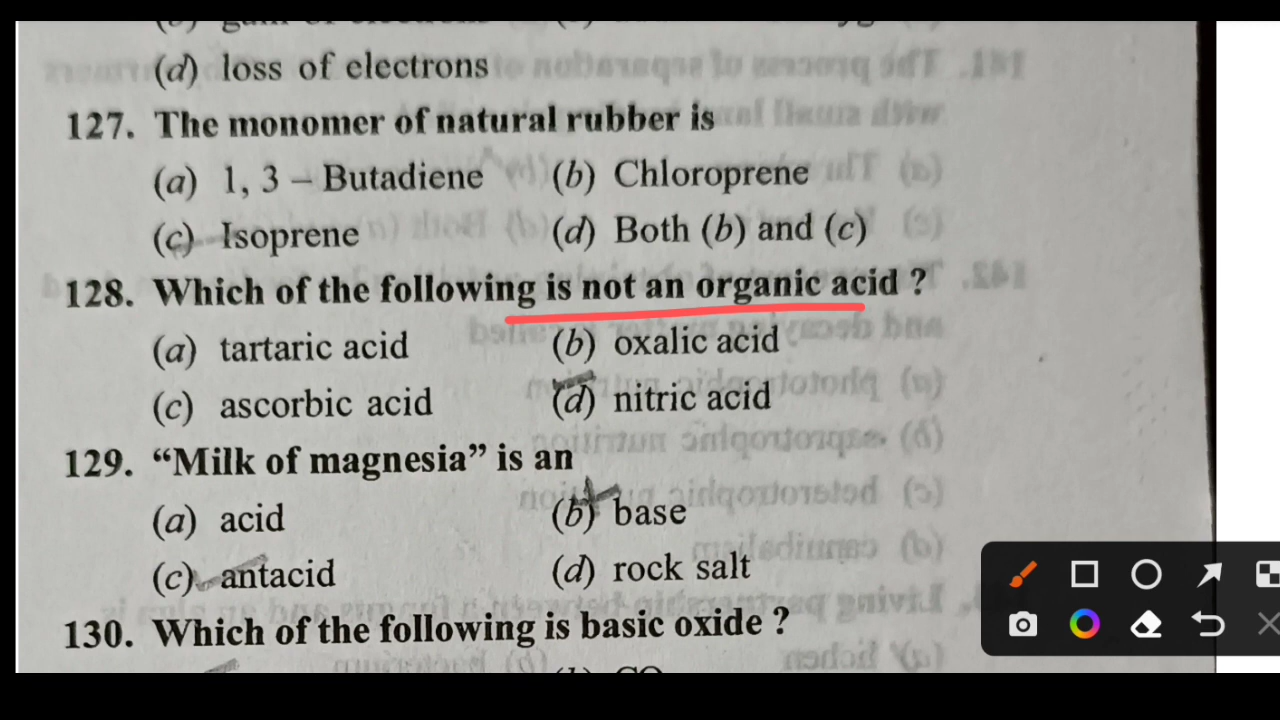 (d) loss of electrons
127. The monomer of natural rubber is
(a) 1, 3 – Butadiene (b) Chloroprene
(c) Isoprene (d) Both (b) and (c)
128. Which of the following is not an organic acid ?
(a) tartaric acid (b) oxalic acid
(c) ascorbic acid (d) nitric acid
129. “Milk of magnesia” is an
(a) acid (b) base
(c) antacid (d) rock salt
130. Which of the following is basic oxide ?